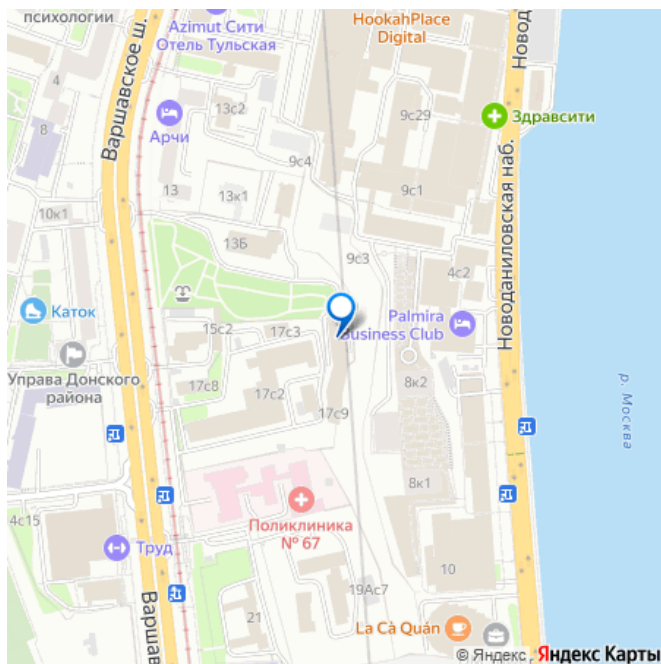 психологии
Azimut Сити
Отель Тульская
HookahPlace
Digital
Варшавское ш.
Новод
4
8
13с2
Арчи
9с29
Здравсити
9с4
13
13к1
9с1
Новоданиловская наб.
10к1
13Б
9с3
4с2
Каток
15с2
17с3
Palmira
Business Club
Управа Донского
района
17с8
17с2
8к2
17с9
р. Москва
8к1
4с15
Поликлиника
№ 67
Труд
10
19Ас7
Варшав
21
La Cà Quán
© Яндекс
Яндекс Карты